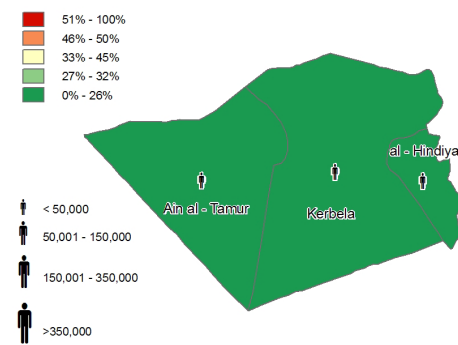 51% - 100%
46% - 50%
33% - 45%
27% - 32%
0% - 26%
al - Hindiya
Ain al - Tamur
Kerbela
< 50,000
50,001 - 150,000
150,001 - 350,000
>350,000